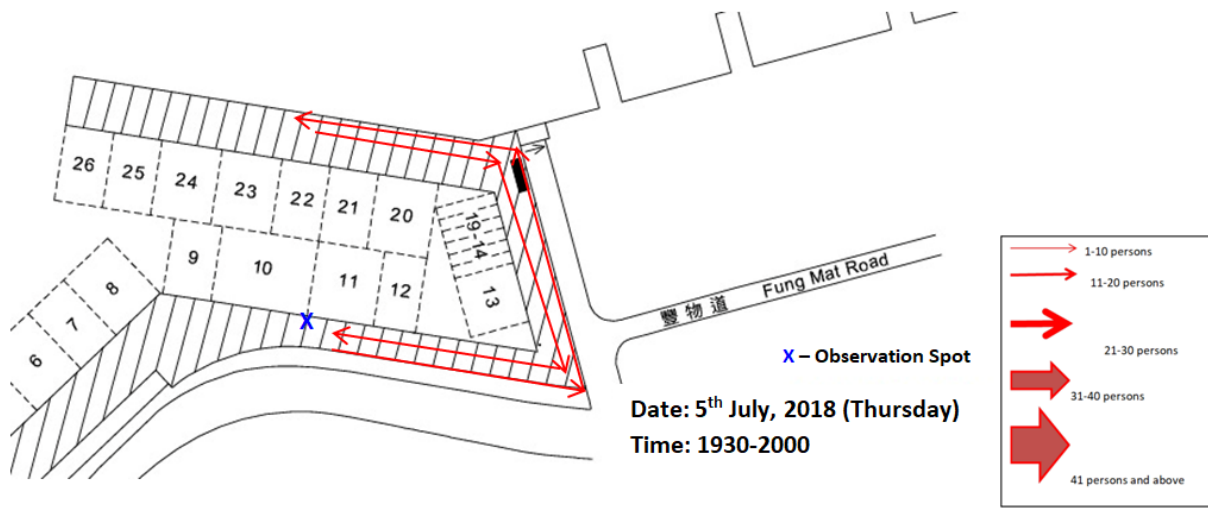 26
25
24
23
22
21
20
19-14
13
9
10
11
12
8
7
6
X
豐物道 Fung Mat Road
X – Observation Spot
Date: 5th July, 2018 (Thursday)
Time: 1930-2000
1-10 persons
11-20 persons
21-30 persons
31-40 persons
41 persons and above